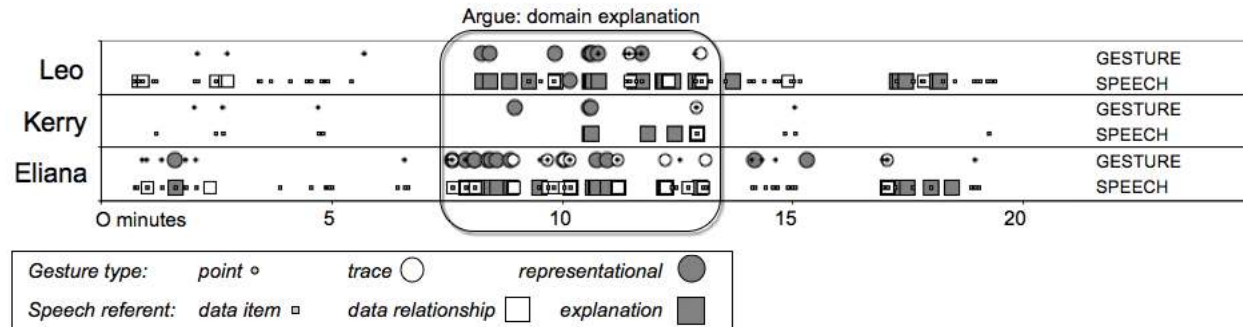 Argue: domain explanation
Leo
GESTURE
SPEECH
Kerry
GESTURE
SPEECH
Eliana
GESTURE
SPEECH
O minutes 5 10 15 20
Gesture type: point trace representational
Speech referent: data item data relationship explanation